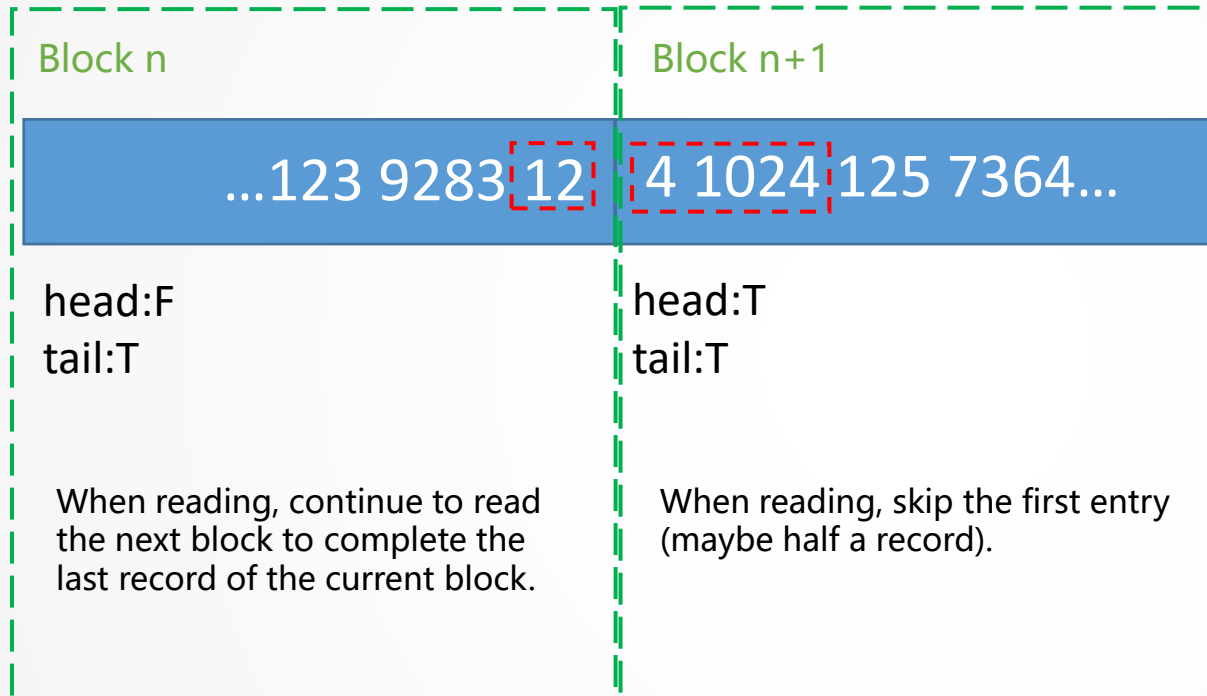 Block n
Block n+1
...123 9283 12
4 1024 125 7364...
head:F
tail:T
head:T
tail:T
When reading, continue to read
the next block to complete the
last record of the current block.
When reading, skip the first entry
(maybe half a record).